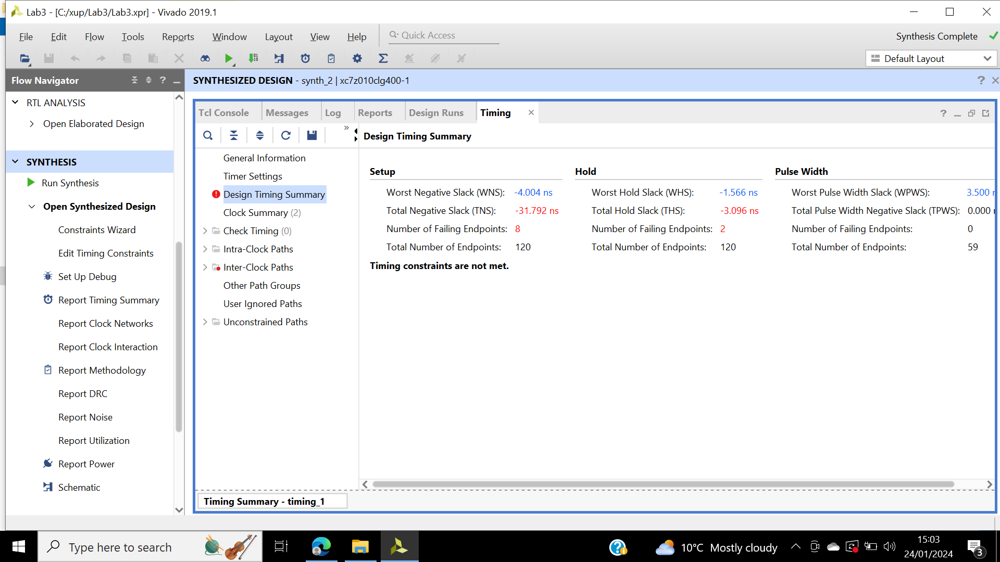 Lab3 - [C:/xup/Lab3/Lab3.xpr] - Vivado 2019.1
File Edit Flow Tools Reports Window Layout View Help
Quick Access
Synthesis Complete
Default Layout
Flow Navigator
SYNTHESIZED DESIGN - synth_2 | xc7z010clg400-1
RTL ANALYSIS
Open Elaborated Design
SYNTHESIS
Run Synthesis
Open Synthesized Design
Constraints Wizard
Edit Timing Constraints
Set Up Debug
Report Timing Summary
Report Clock Networks
Report Clock Interaction
Report Methodology
Report DRC
Report Noise
Report Utilization
Report Power
Schematic
Tcl Console Messages Log Reports Design Runs Timing
Design Timing Summary
General Information
Timer Settings
Design Timing Summary
Clock Summary (2)
Check Timing (0)
Intra-Clock Paths
Inter-Clock Paths
Other Path Groups
User Ignored Paths
Unconstrained Paths
Setup
Worst Negative Slack (WNS): -4.004 ns
Total Negative Slack (TNS): -31.792 ns
Number of Failing Endpoints: 8
Total Number of Endpoints: 120
Hold
Worst Hold Slack (WHS): -1.566 ns
Total Hold Slack (THS): -3.096 ns
Number of Failing Endpoints: 2
Total Number of Endpoints: 120
Pulse Width
Worst Pulse Width Slack (WPWS): 3.500
Total Pulse Width Negative Slack (TPWS): 0.000
Number of Failing Endpoints: 0
Total Number of Endpoints: 59
Timing constraints are not met.
Timing Summary - timing_1
Type here to search
10°C Mostly cloudy
15:03
24/01/2024
3